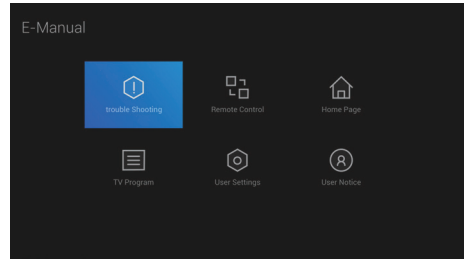 E-Manual
trouble Shooting
Remote Control
Home Page
TV Program
User Settings
User Notice